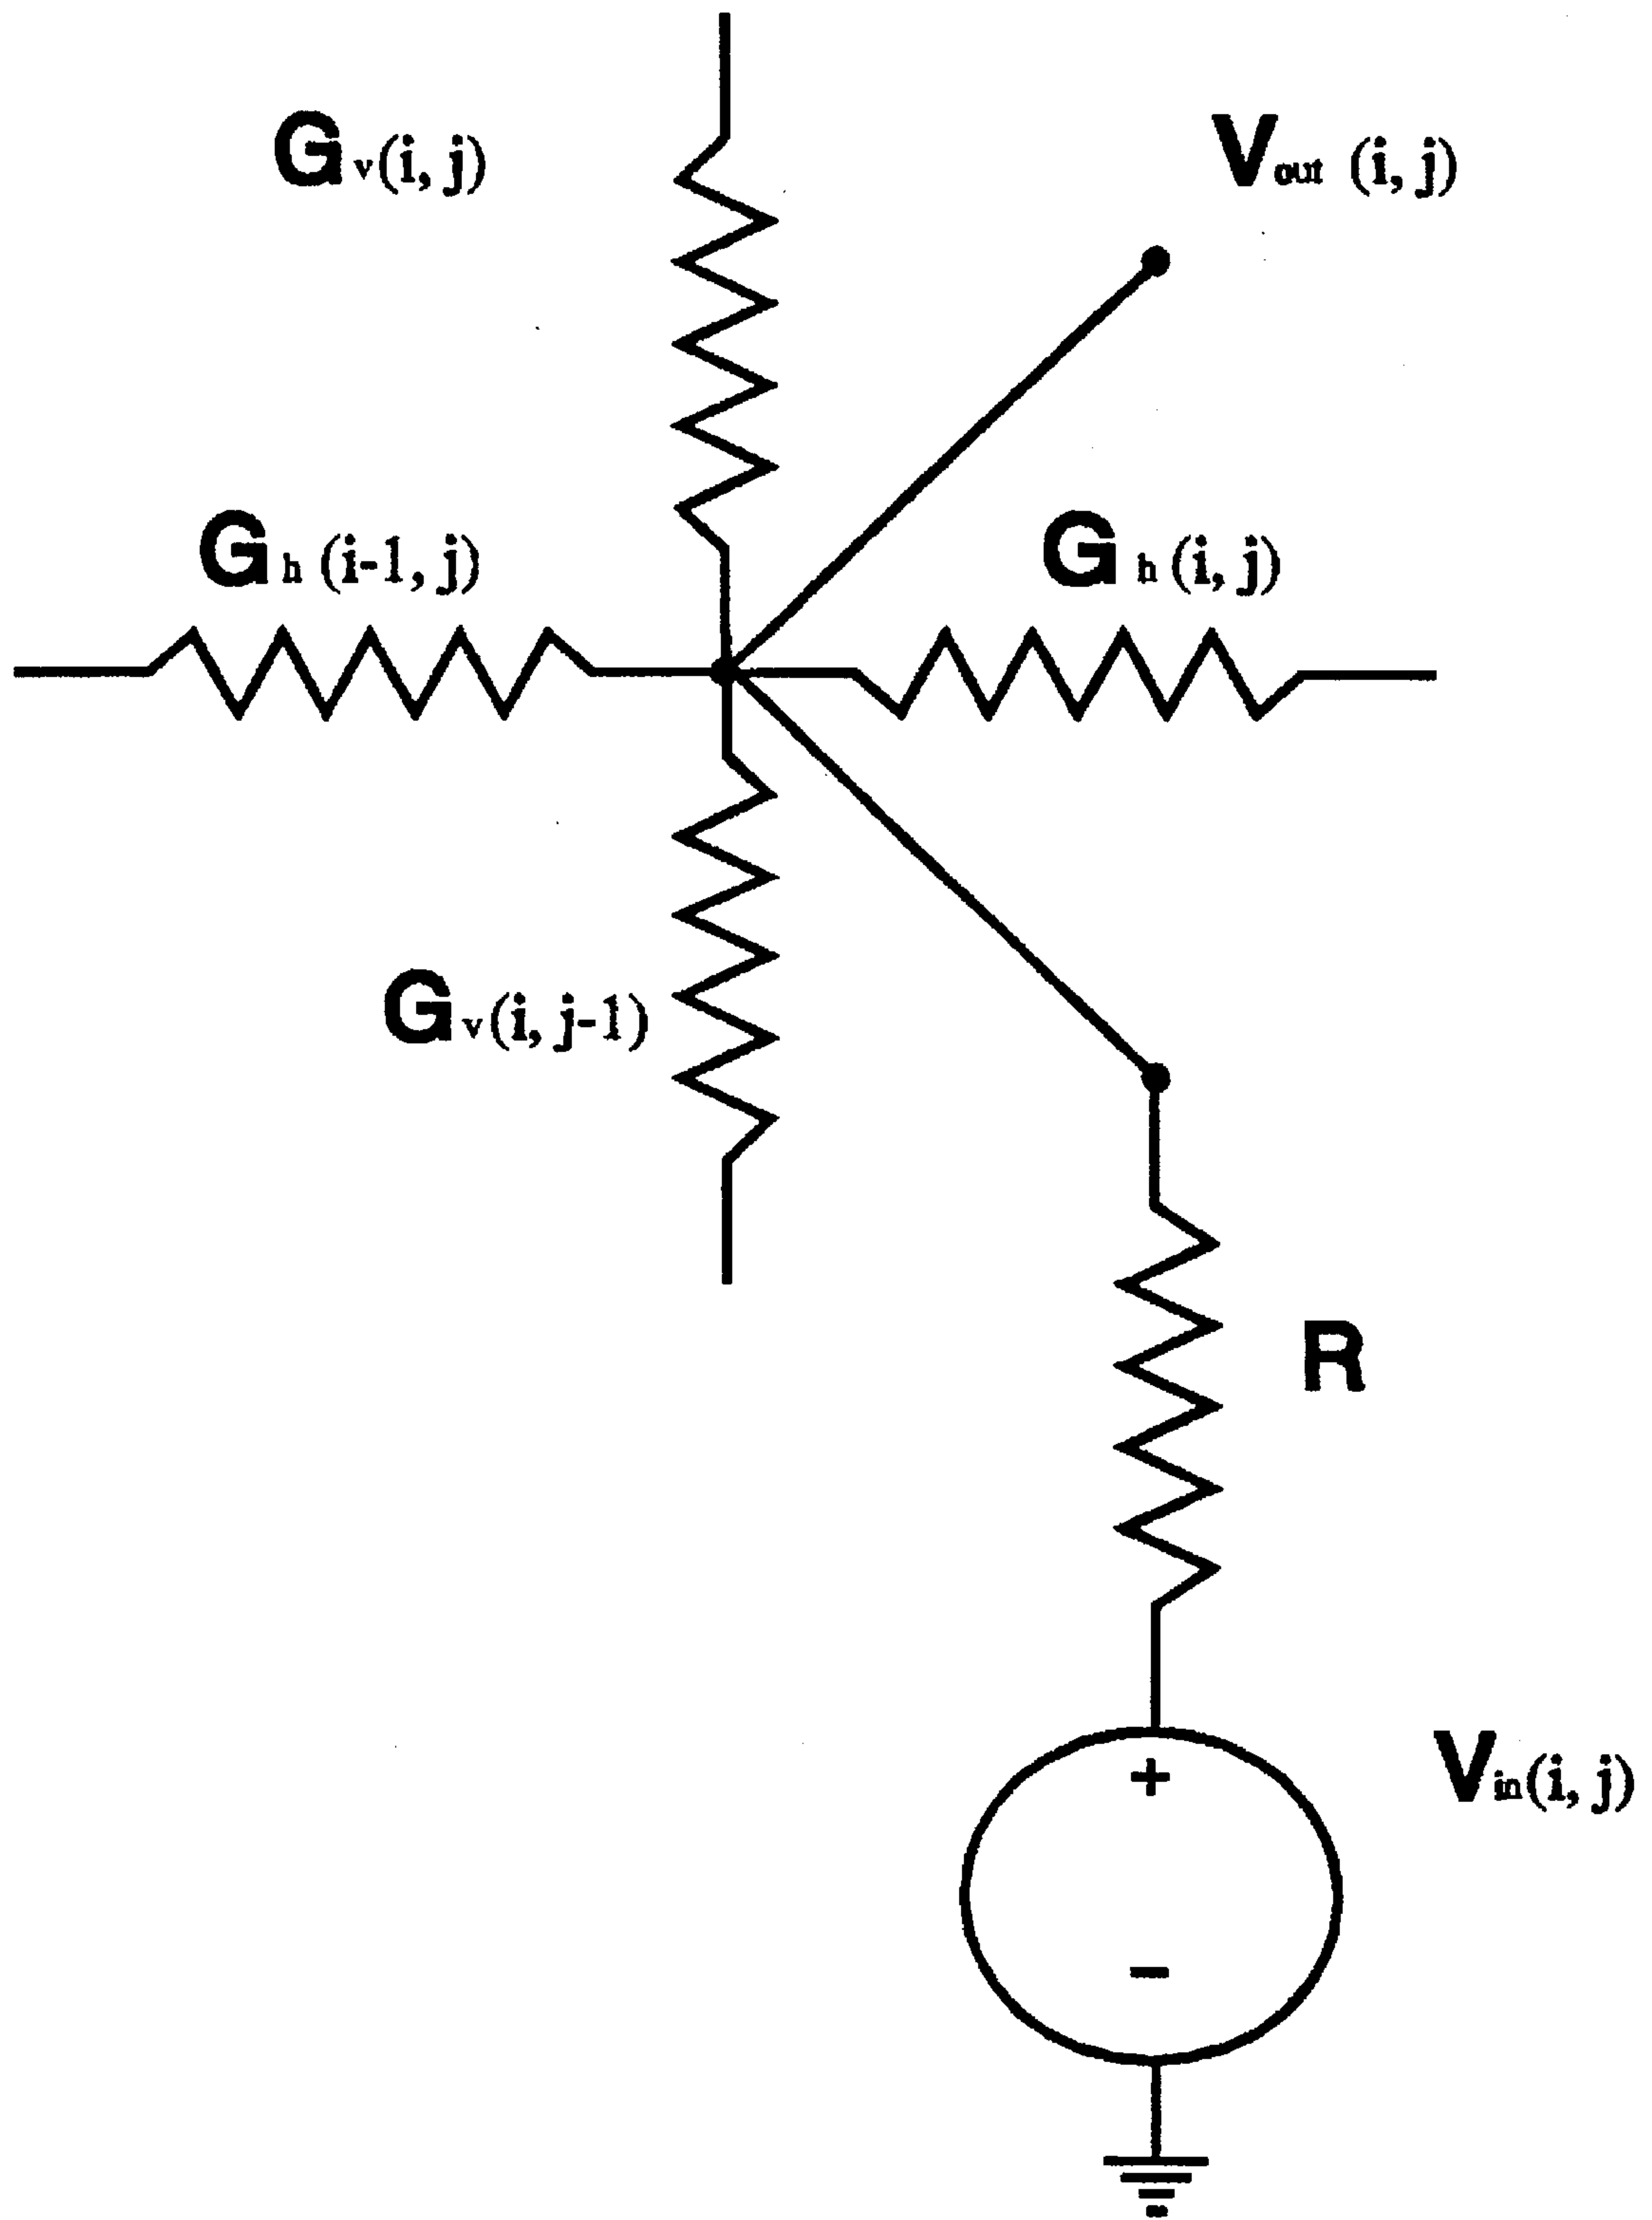 Gv(i, j)
Vout (i, j)
Gh (i-1, j)
Gh (i, j)
Gv(i, j-1)
R
+
Vin(i, j)
−